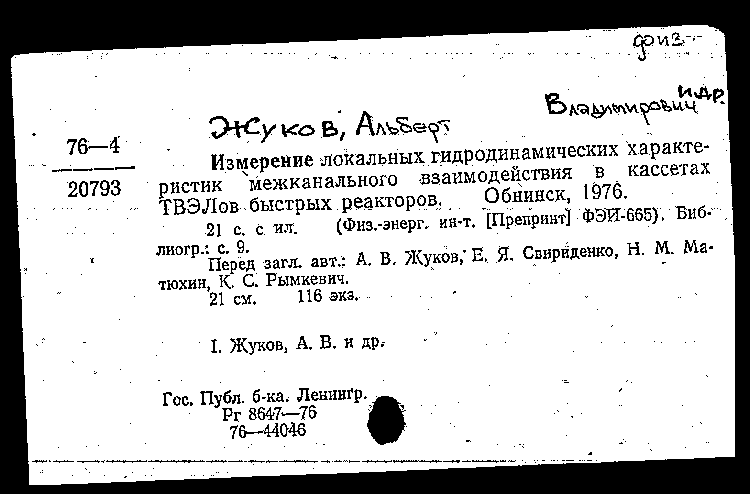 физ
Жуков, Альберт Владимирович и др.
76—4
20793
Измерение локальных гидродинамических характе-
ристик межканального взаимодействия в кассетах
ТВЭЛов быстрых реакторов. Обнинск, 1976.
21 с. с ил. (Физ.-энерг. ин-т. [Препринт] ФЭИ-665). Биб-
лиогр.: с. 9.
Перед загл. авт.: А. В. Жуков, Е. Я. Свириденко, Н. М. Ма-
тюхин, К. С. Рымкевич.
21 см. 116 экз.
I. Жуков, А. В. и др.
Гос. Публ. б-ка. Ленингр.
Рг 8647—76
76—44046